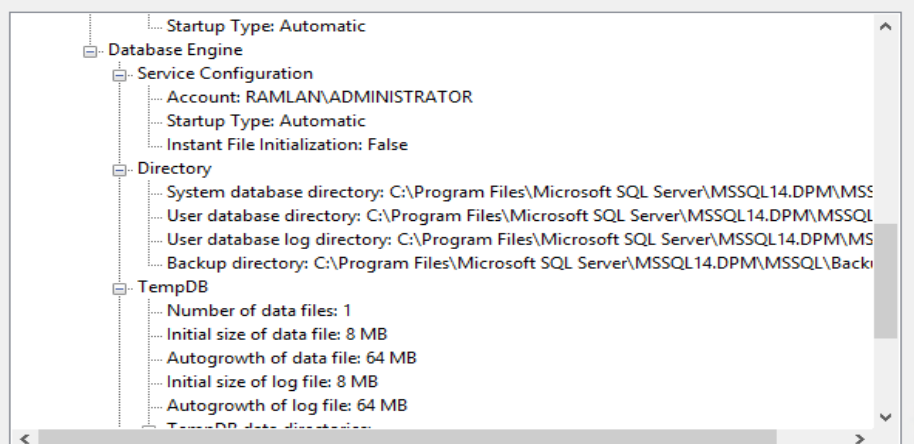 Startup Type: Automatic
Database Engine
Service Configuration
Account: RAMLAN\ADMINISTRATOR
Startup Type: Automatic
Instant File Initialization: False
Directory
System database directory: C:\Program Files\Microsoft SQL Server\MSSQL14.DPM\MSS
User database directory: C:\Program Files\Microsoft SQL Server\MSSQL14.DPM\MSSQL
User database log directory: C:\Program Files\Microsoft SQL Server\MSSQL14.DPM\MS
Backup directory: C:\Program Files\Microsoft SQL Server\MSSQL14.DPM\MSSQL\Backu
TempDB
Number of data files: 1
Initial size of data file: 8 MB
Autogrowth of data file: 64 MB
Initial size of log file: 8 MB
Autogrowth of log file: 64 MB
TempDB data directories: